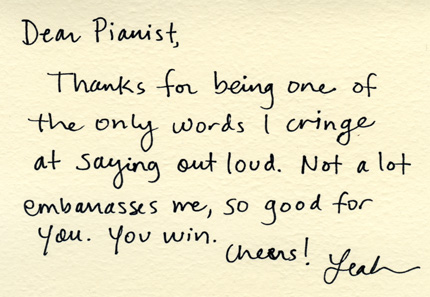 Dear Pianist,
Thanks for being one of
the only words I cringe
at saying out loud. Not a lot
embarrasses me, so good for
you. You win.
Cheers! Leah